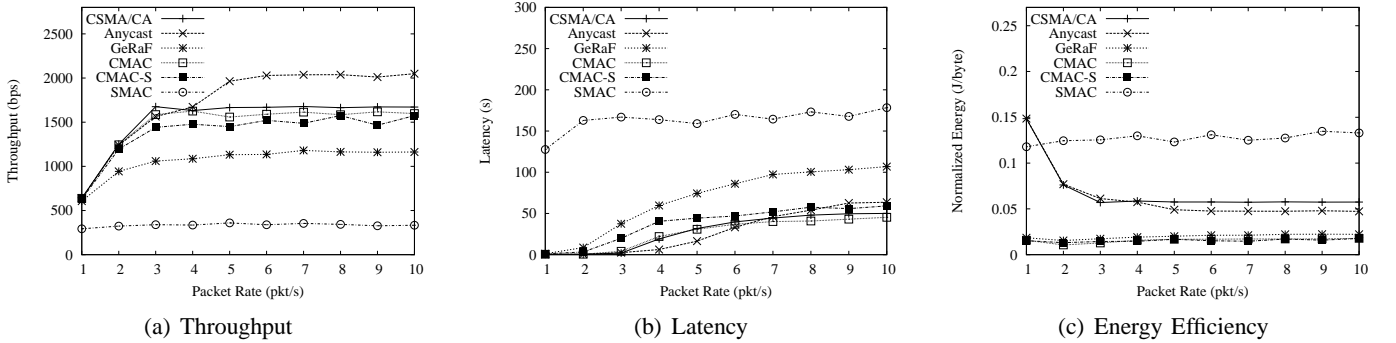 CSMA/CA
Anycast
GeRaF
CMAC
CMAC-S
SMAC
2500
2000
1500
1000
500
0
Throughput (bps)
1 2 3 4 5 6 7 8 9 10
Packet Rate (pkt/s)
(a) Throughput
CSMA/CA
Anycast
GeRaF
CMAC
CMAC-S
SMAC
300
250
200
150
100
50
0
Latency (s)
1 2 3 4 5 6 7 8 9 10
Packet Rate (pkt/s)
(b) Latency
CSMA/CA
Anycast
GeRaF
CMAC
CMAC-S
SMAC
0.25
0.2
0.15
0.1
0.05
0
Normalized Energy (J/byte)
1 2 3 4 5 6 7 8 9 10
Packet Rate (pkt/s)
(c) Energy Efficiency